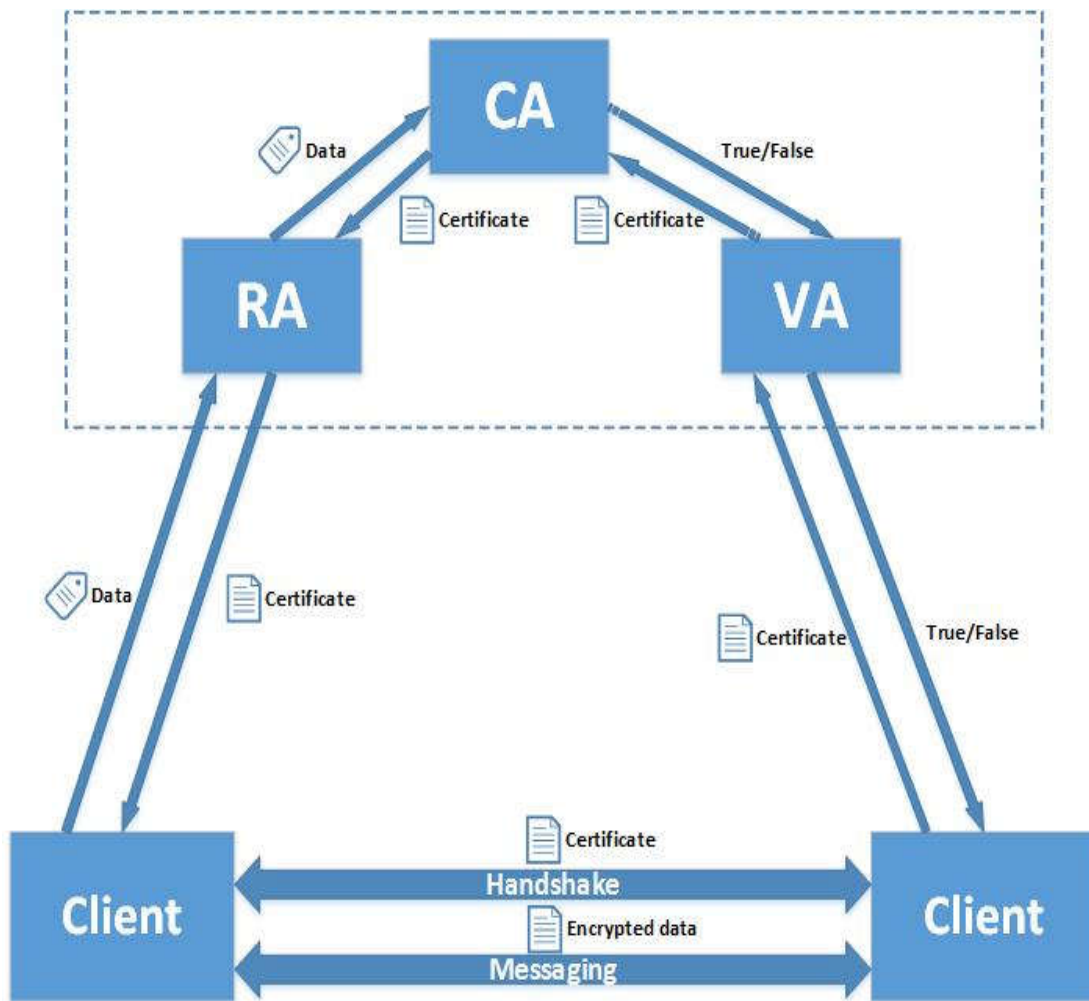 CA
Data
True/False
Certificate
Certificate
RA
VA
Data
Certificate
Certificate
True/False
Certificate
Client
Handshake
Client
Encrypted data
Messaging